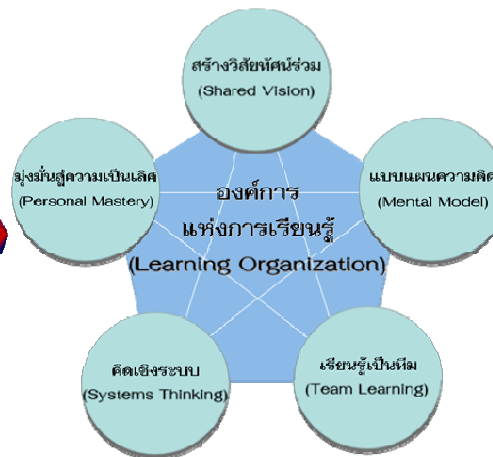 สร้างวิสัยทัศน์ร่วม
(Shared Vision)
มุ่งมั่นสู่ความเป็นเลิศ
(Personal Mastery)
แบบแผนความคิด
(Mental Model)
องค์การ
แห่งการเรียนรู้
(Learning Organization)
คิดเชิงระบบ
(Systems Thinking)
เรียนรู้เป็นทีม
(Team Learning)